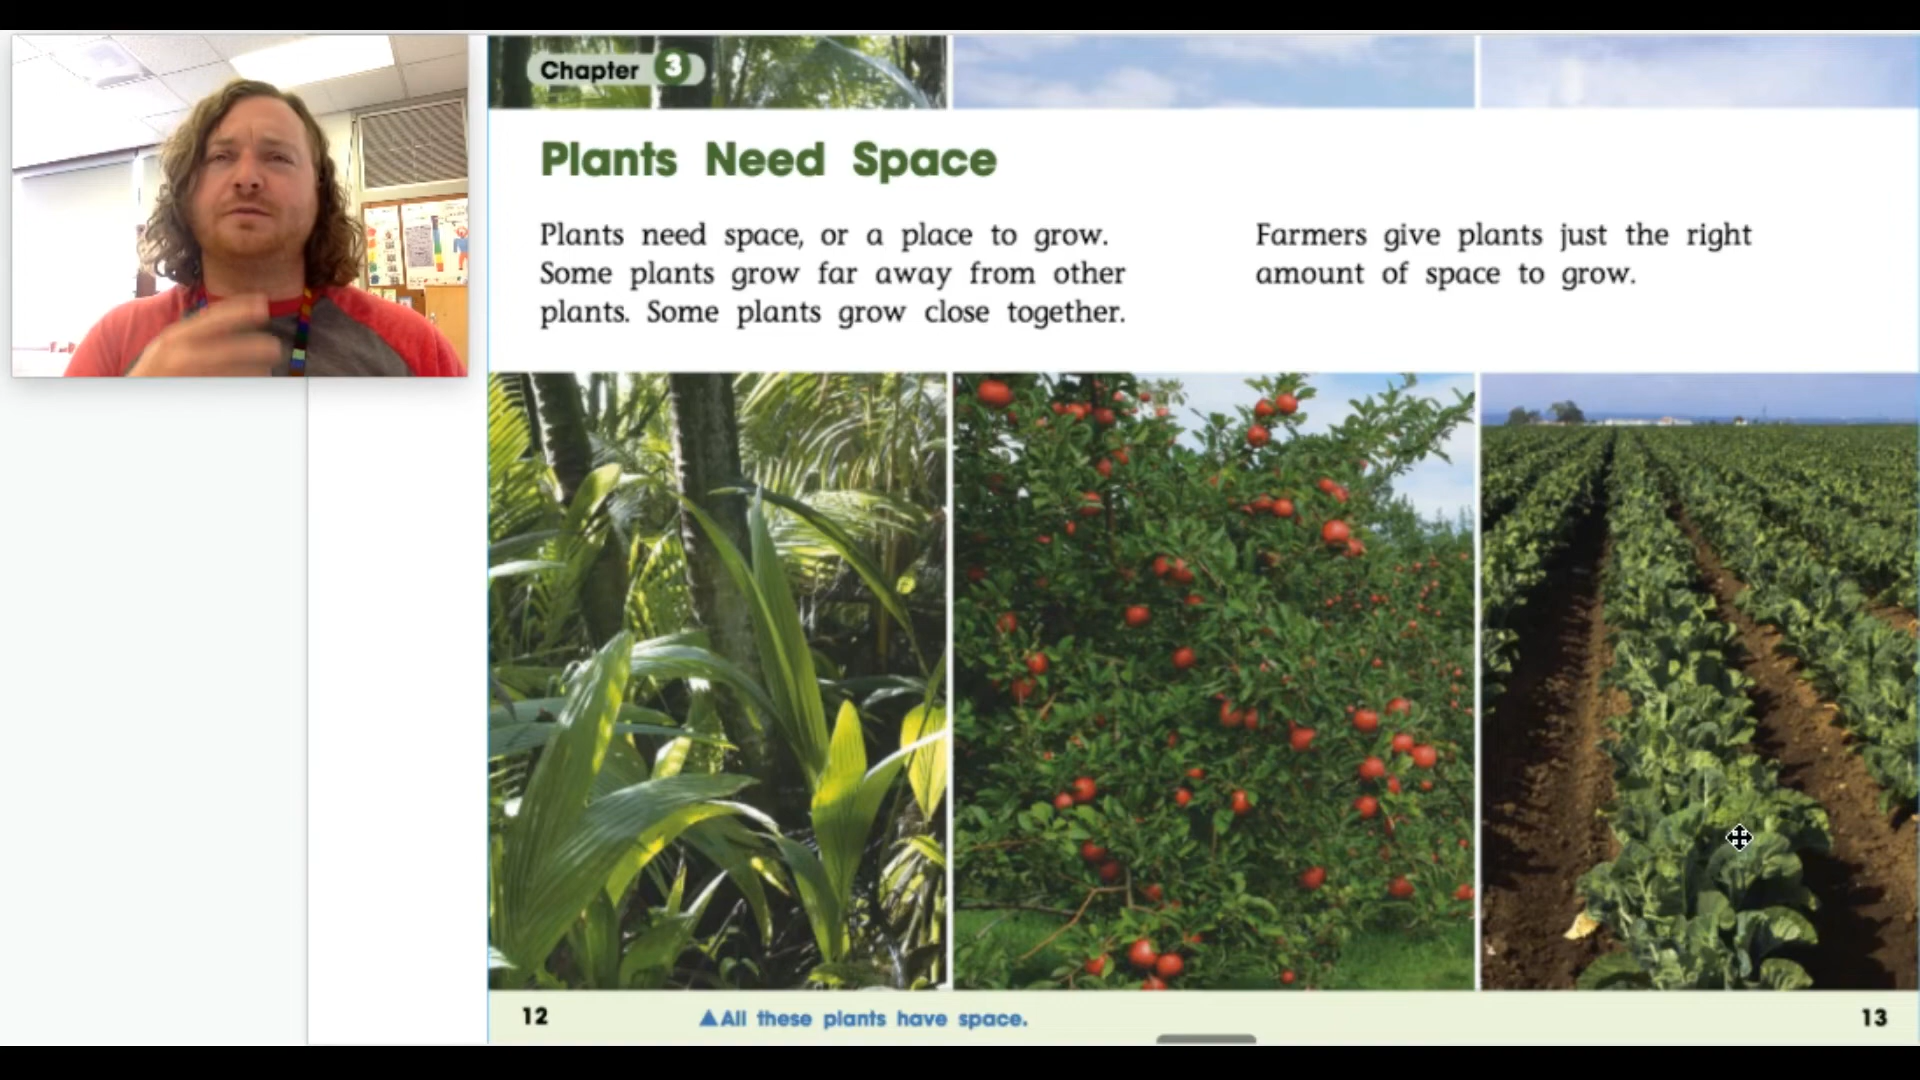 Chapter 3
Plants Need Space
Plants need space, or a place to grow.
Some plants grow far away from other
plants. Some plants grow close together.
Farmers give plants just the right
amount of space to grow.
12
▲All these plants have space.
13